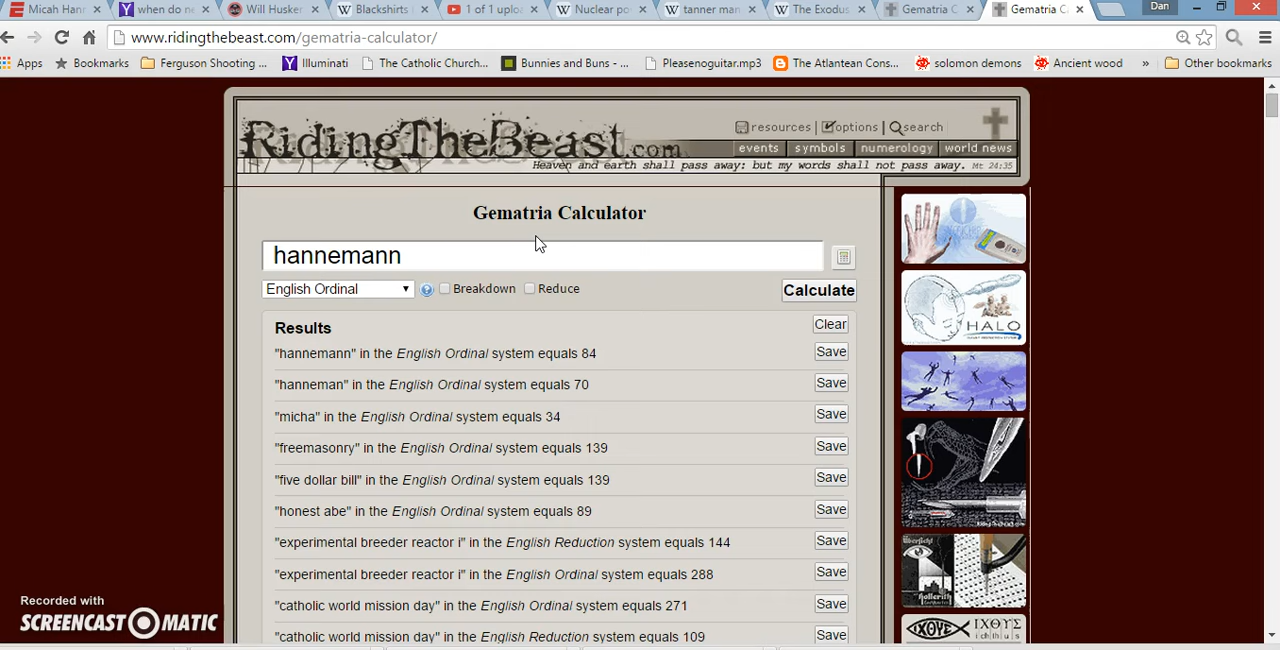 Micah Hann
when do ne
Will Husker
Blackshirts
1 of 1 uploa
Nuclear po
tanner man
The Exodus
Gematria C
Gematria Ca
Dan
www.ridingthebeast.com/gematria-calculator/
Apps Bookmarks Ferguson Shooting ... Illuminati The Catholic Church... Bunnies and Buns - ... Pleasenoguitar.mp3 The Atlantean Cons... solomon demons Ancient wood » Other bookmarks
RidingTheBeast.com
resources | options | search
events | symbols | numerology | world news
Heaven and earth shall pass away: but my words shall not pass away. Mt 24:35
Gematria Calculator
hannemann
English Ordinal ▼ ? Breakdown Reduce Calculate
Results Clear
"hannemann" in the English Ordinal system equals 84 Save
"hanneman" in the English Ordinal system equals 70 Save
"micha" in the English Ordinal system equals 34 Save
"freemasonry" in the English Ordinal system equals 139 Save
"five dollar bill" in the English Ordinal system equals 139 Save
"honest abe" in the English Ordinal system equals 89 Save
"experimental breeder reactor i" in the English Reduction system equals 144 Save
"experimental breeder reactor i" in the English Ordinal system equals 288 Save
"catholic world mission day" in the English Ordinal system equals 271 Save
"catholic world mission day" in the English Reduction system equals 109 Save
HALO
ΙΧΘΥΣ
Recorded with
SCREENCAST-O-MATIC